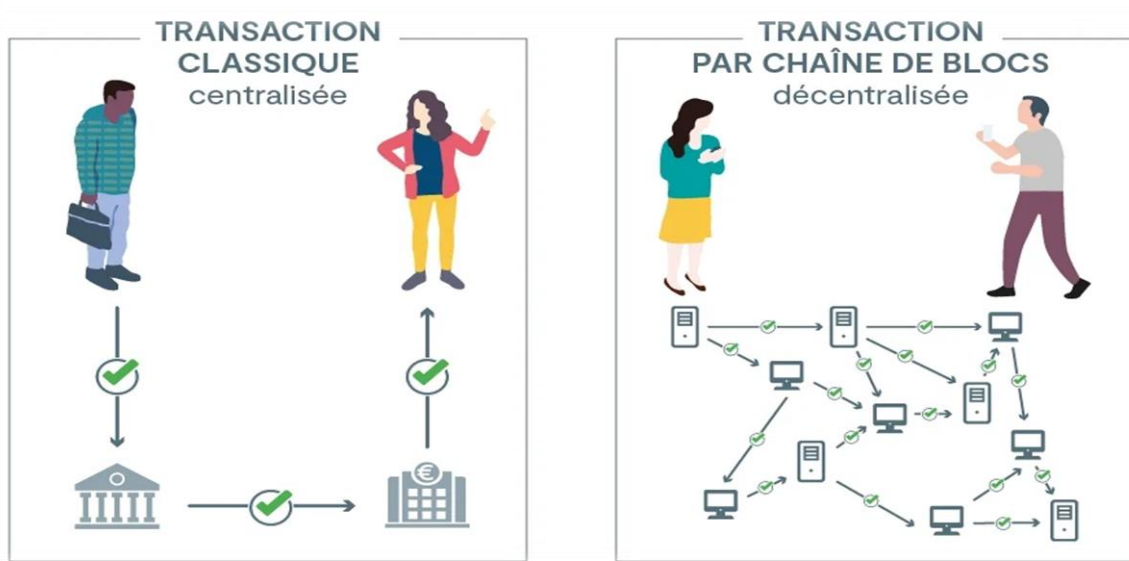 TRANSACTION
CLASSIQUE
centralisée
€
TRANSACTION
PAR CHAÎNE DE BLOCS
décentralisée